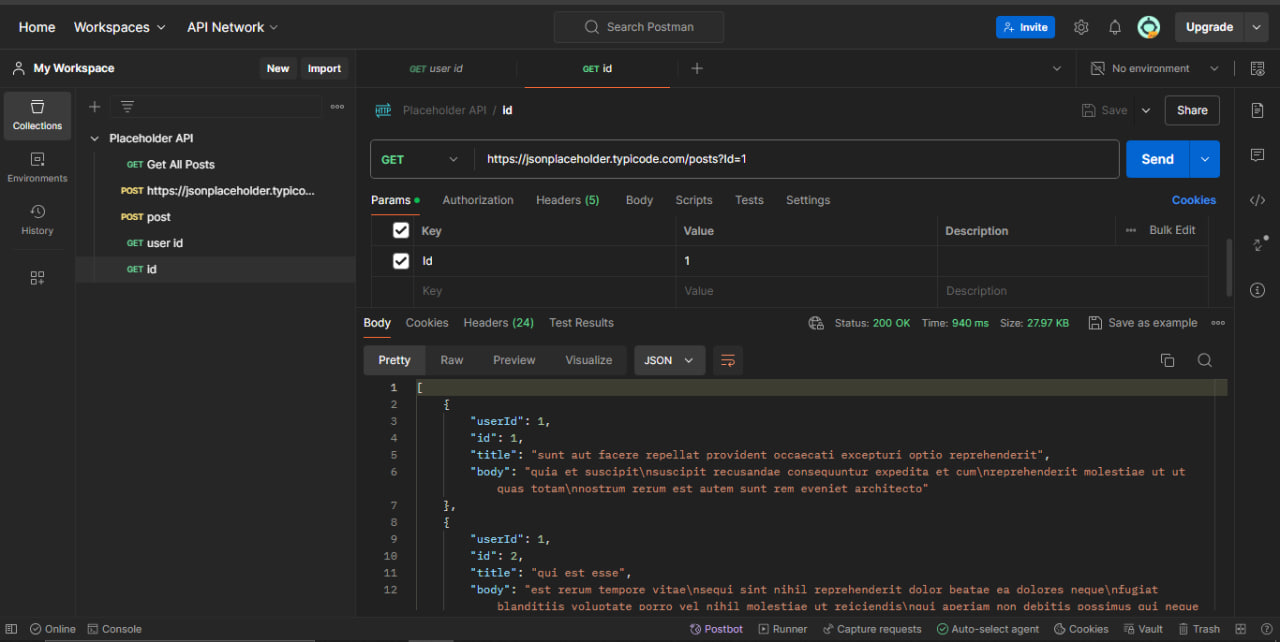 Home Workspaces API Network Search Postman Invite Upgrade
My Workspace New Import GET user id GET id No environment
Collections
Environments
History
Placeholder API
GET Get All Posts
POST https://jsonplaceholder.typico...
POST post
GET user id
GET id
HTTP Placeholder API / id Save Share
GET https://jsonplaceholder.typicode.com/posts?Id=1 Send
Params Authorization Headers (5) Body Scripts Tests Settings Cookies
Key Value Description Bulk Edit
Id 1
Key Value Description
Body Cookies Headers (24) Test Results Status: 200 OK Time: 940 ms Size: 27.97 KB Save as example
Pretty Raw Preview Visualize JSON
1 [
2 {
3 "userId": 1,
4 "id": 1,
5 "title": "sunt aut facere repellat provident occaecati excepturi optio reprehenderit",
6 "body": "quia et suscipit\nsuscipit recusandae consequuntur expedita et cum\nreprehenderit molestiae ut ut
quas totam\nnostrum rerum est autem sunt rem eveniet architecto"
7 },
8 {
9 "userId": 1,
10 "id": 2,
11 "title": "qui est esse",
12 "body": "est rerum tempore vitae\nsequi sint nihil reprehenderit dolor beatae ea dolores neque\nfugiat
blanditiis voluptate porro vel nihil molestiae ut reiciendis\nqui aperiam non debitis possimus qui neque
Online Console Postbot Runner Capture requests Auto-select agent Cookies Vault Trash